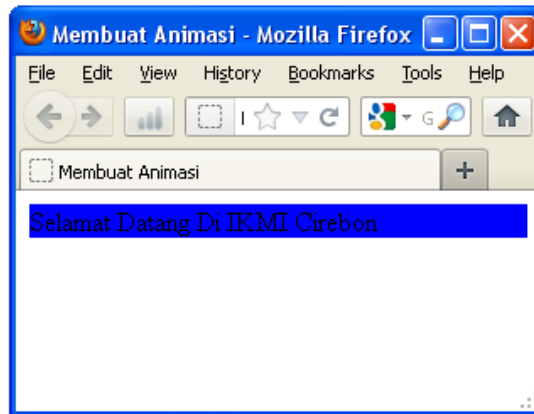 Membuat Animasi - Mozilla Firefox
File Edit View History Bookmarks Tools Help
G
Membuat Animasi
Selamat Datang Di IKMI Cirebon